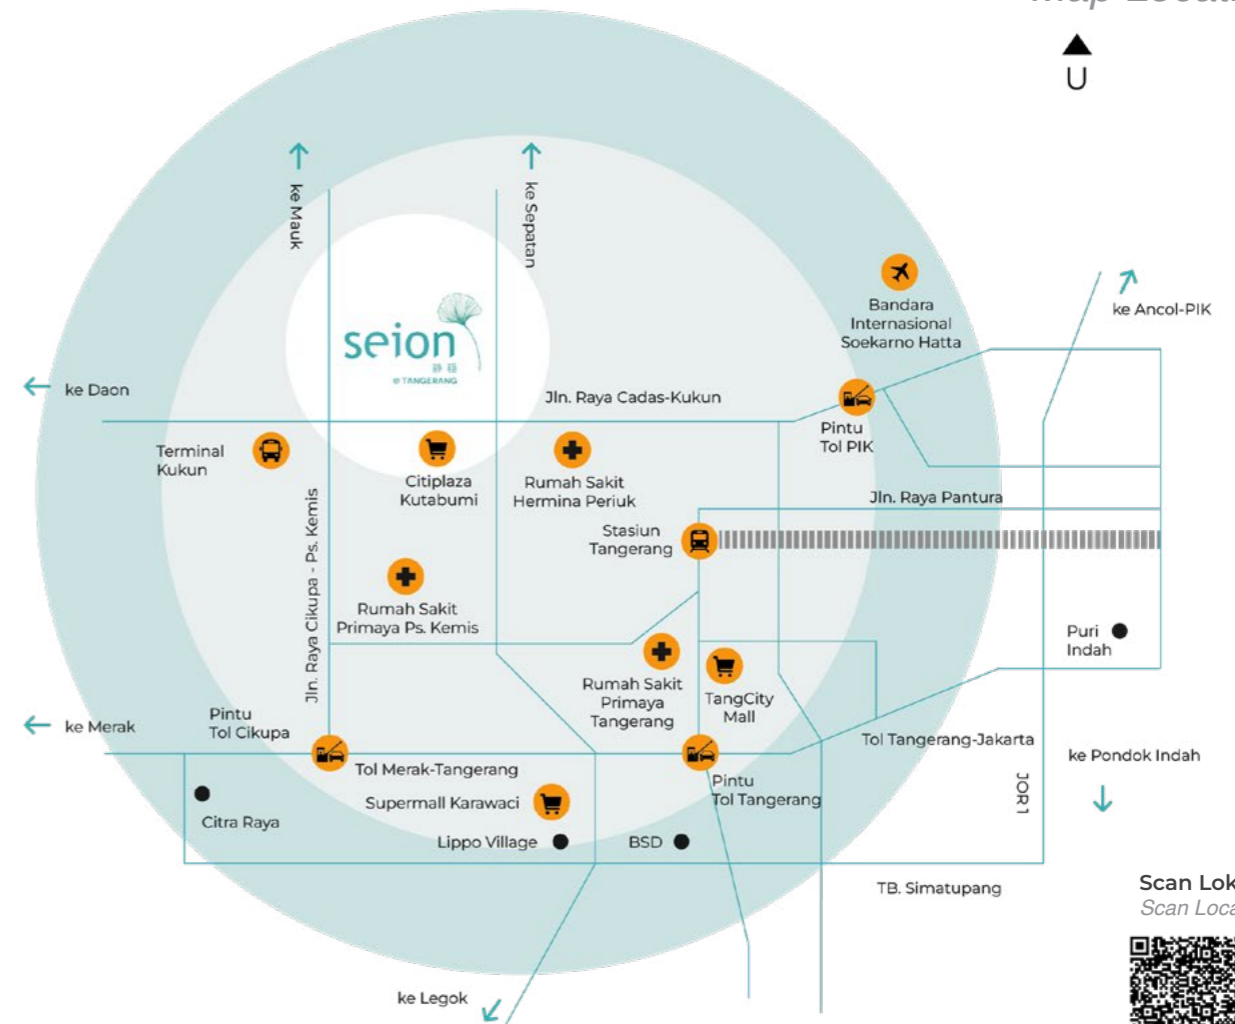 U
ke Mauk
ke Sepatan
Bandara
Internasional
Soekarno Hatta
ke Ancol-PIK
seion
静穏
@ TANGERANG
ke Daon
Jln. Raya Cadas-Kukun
Pintu
Tol PIK
Terminal
Kukun
Citiplaza
Kutabumi
Rumah Sakit
Hermina Periuk
Jln. Raya Pantura
Stasiun
Tangerang
Jln. Raya Cikupa - Ps. Kemis
Rumah Sakit
Primaya Ps. Kemis
Puri
Indah
Rumah Sakit
Primaya
Tangerang
TangCity
Mall
Pintu
Tol Cikupa
ke Merak
Tol Merak-Tangerang
Tol Tangerang-Jakarta
ke Pondok Indah
Pintu
Tol Tangerang
JOR 1
Supermall Karawaci
Citra Raya
Lippo Village
BSD
TB. Simatupang
Scan Lok
Scan Loca
ke Legok